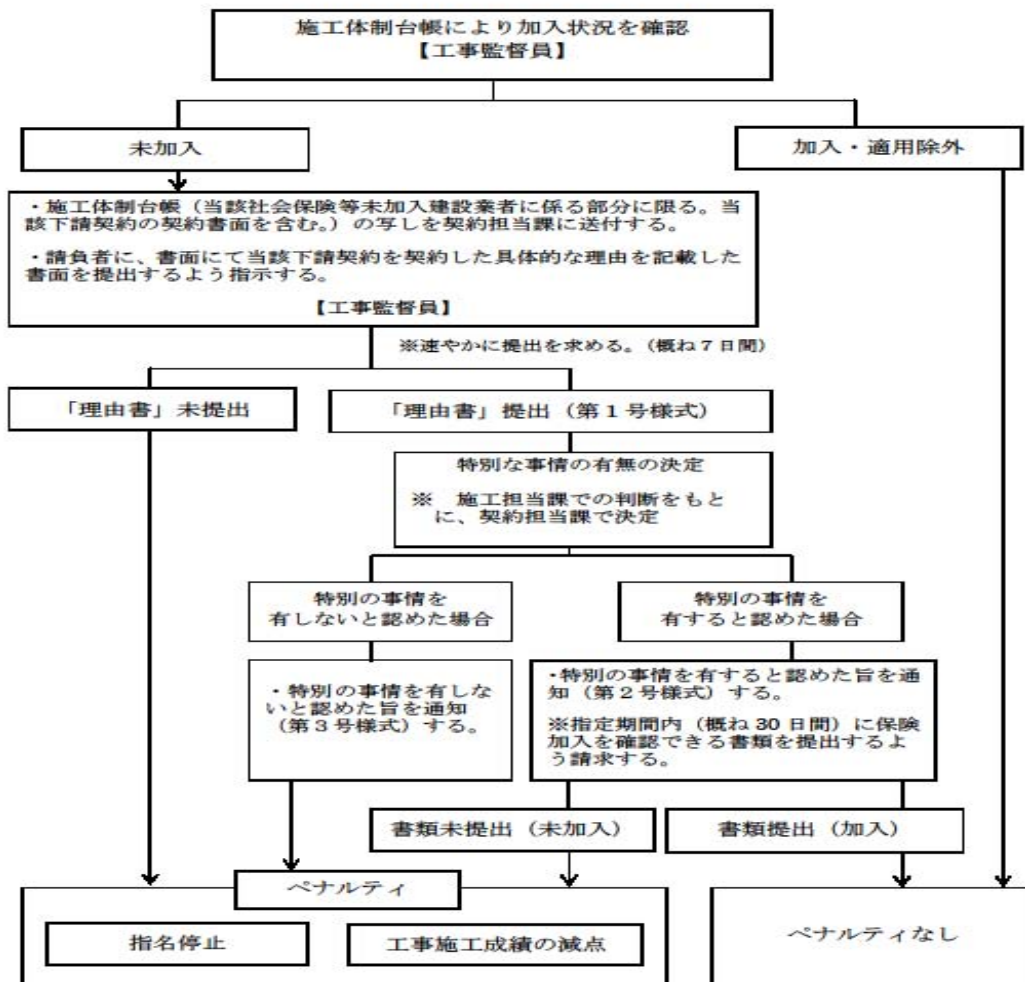 施工体制台帳により加入状況を確認
【工事監督員】
未加入
加入・適用除外
・施工体制台帳（当該社会保険等未加入建設業者に係る部分に限る。当
該下請契約の契約書面を含む。）の写しを契約担当課に送付する。
・請負者に、書面にて当該下請契約を契約した具体的な理由を記載した
書面を提出するよう指示する。
【工事監督員】
※速やかに提出を求める。（概ね７日間）
「理由書」未提出
「理由書」提出（第１号様式）
特別な事情の有無の決定
※　施工担当課での判断をもと
に、契約担当課で決定
特別の事情を
有しないと認めた場合
特別の事情を
有すると認めた場合
・特別の事情を有しな
いと認めた旨を通知
（第３号様式）する。
・特別の事情を有すると認めた旨を通
知（第２号様式）する。
※指定期間内（概ね 30 日間）に保険
加入を確認できる書類を提出するよ
う請求する。
書類未提出（未加入）
書類提出（加入）
ペナルティ
指名停止
工事施工成績の減点
ペナルティなし